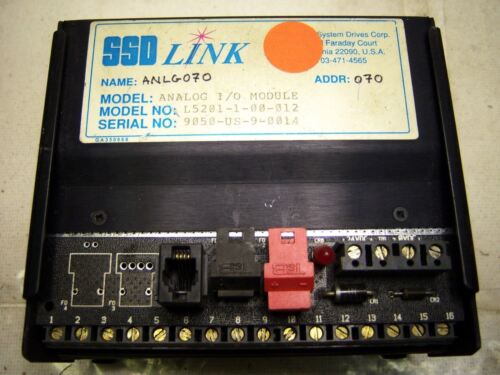 SSD LINK
System Drives Corp.
Faraday Court
nia 22090, U.S.A.
03-471-4565
NAME: ANLG070 ADDR: 070
MODEL: ANALOG I/O MODULE
MODEL NO: L5201-1-00-012
SERIAL NO: 9050-US-9-0014
1 2 3 4 5 6 7 8 9 10 11 12 13 14 15 16